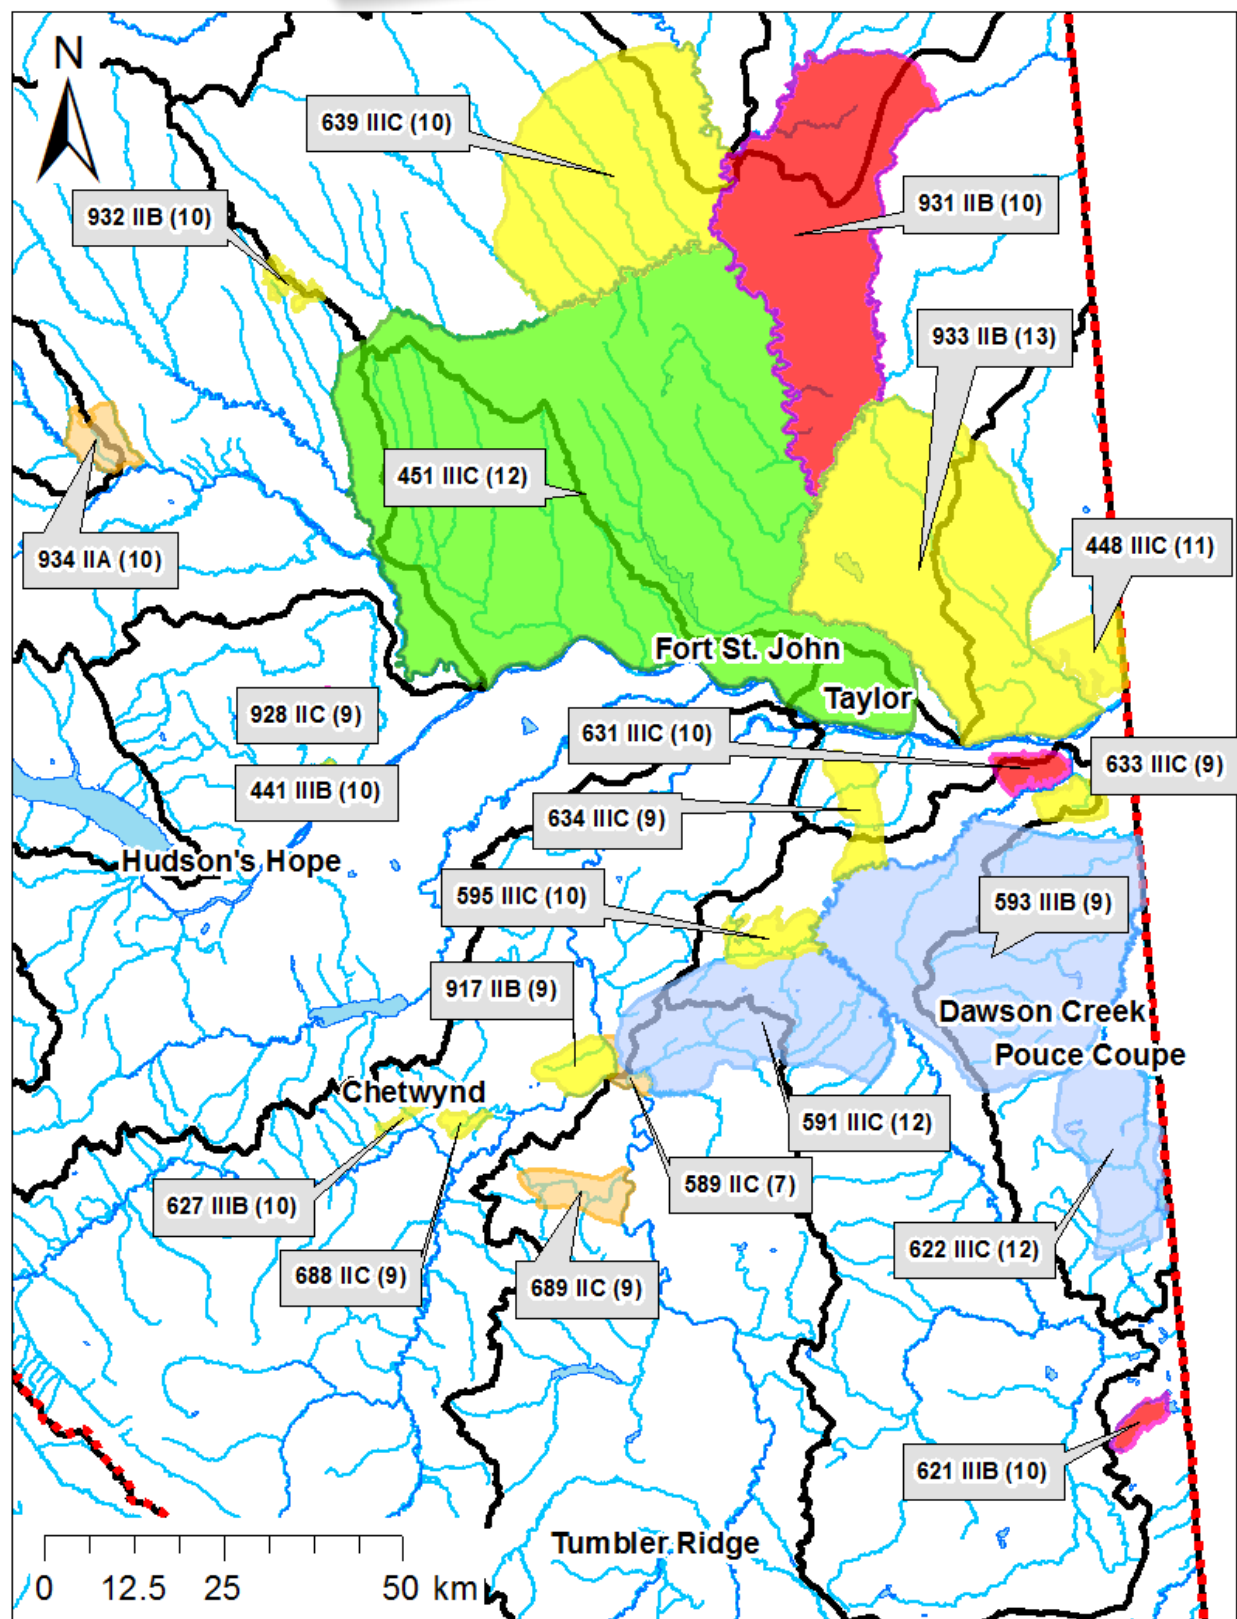 N
639 IIIC (10)
932 IIB (10)
931 IIB (10)
933 IIB (13)
451 IIIC (12)
934 IIA (10)
448 IIIC (11)
Fort St. John
Taylor
928 IIC (9)
631 IIIC (10)
633 IIIC (9)
441 IIIB (10)
634 IIIC (9)
Hudson's Hope
595 IIIC (10)
593 IIIB (9)
917 IIB (9)
Dawson Creek
Pouce Coupe
Chetwynd
591 IIIC (12)
589 IIC (7)
627 IIIB (10)
622 IIIC (12)
688 IIC (9)
689 IIC (9)
621 IIIB (10)
Tumbler Ridge
0 12.5 25 50 km